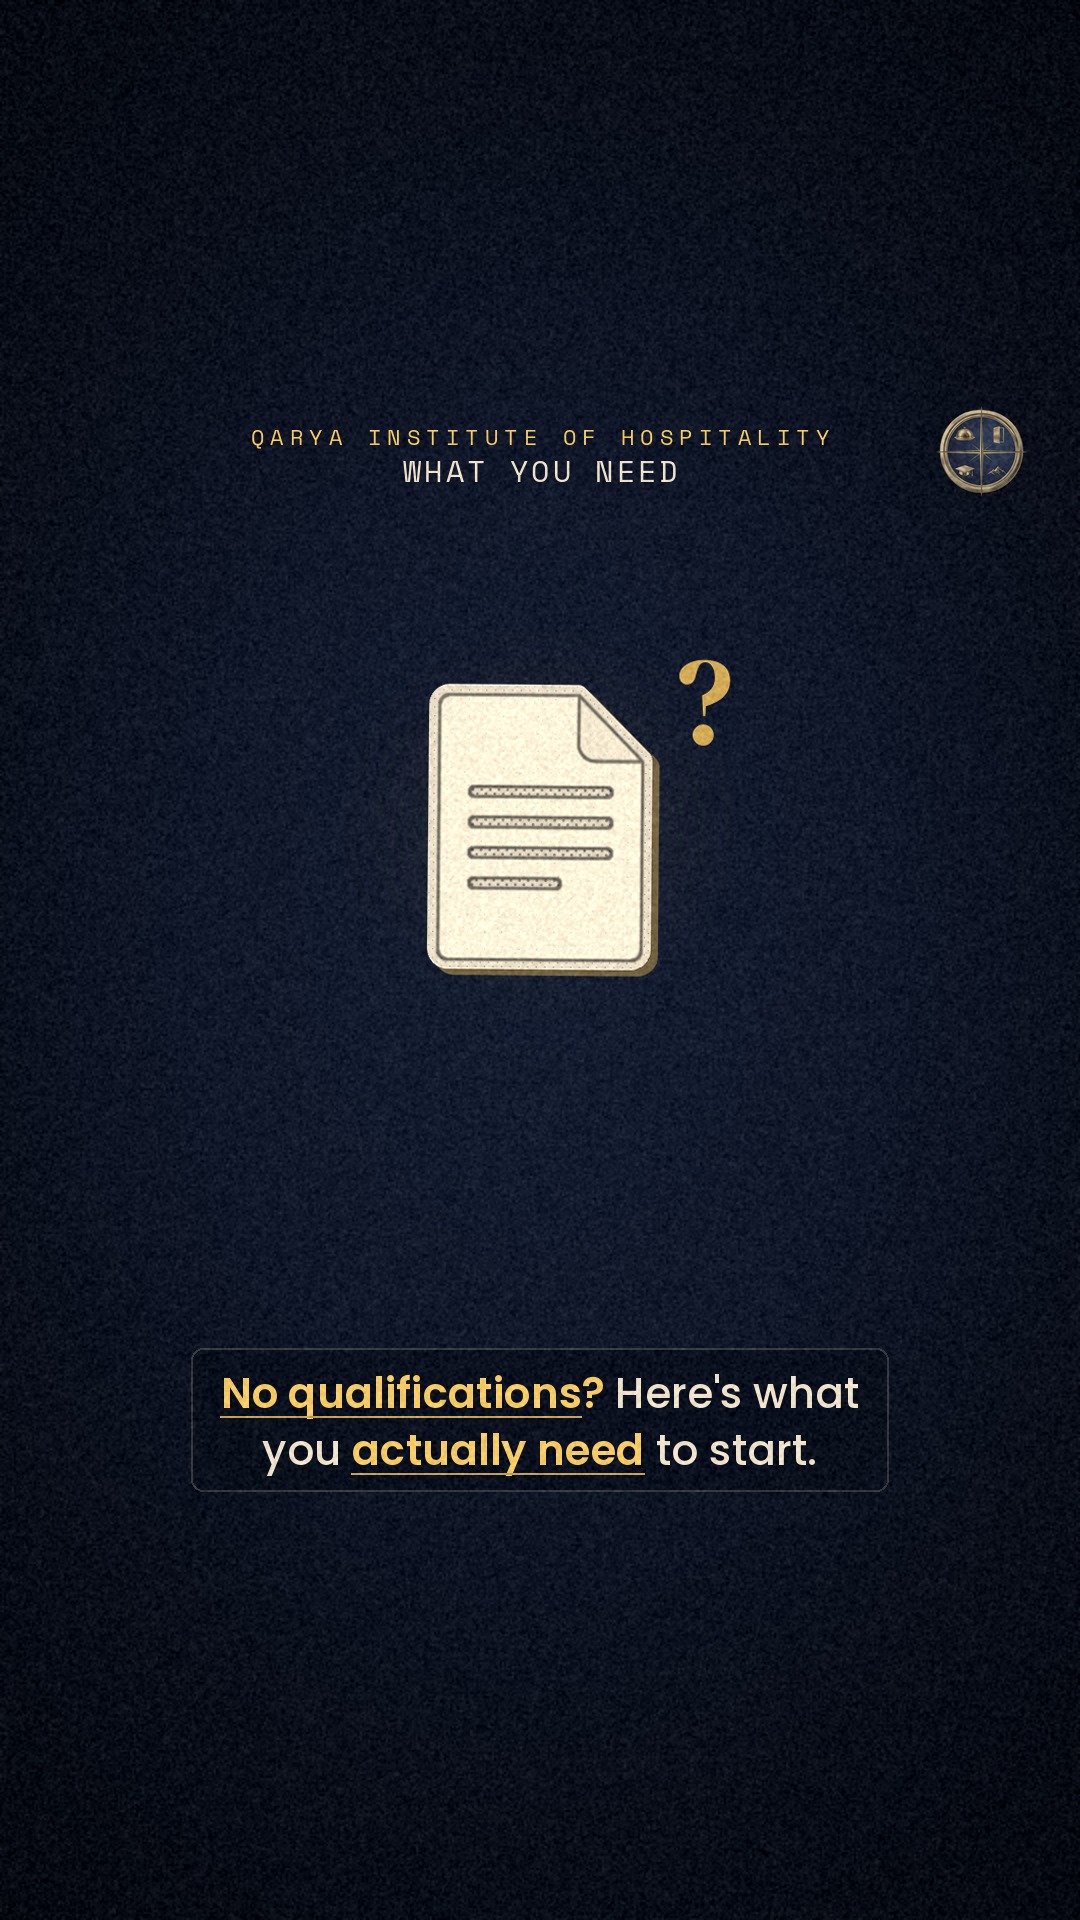 QARYA INSTITUTE OF HOSPITALITY
WHAT YOU NEED
?
No qualifications? Here's what
you actually need to start.